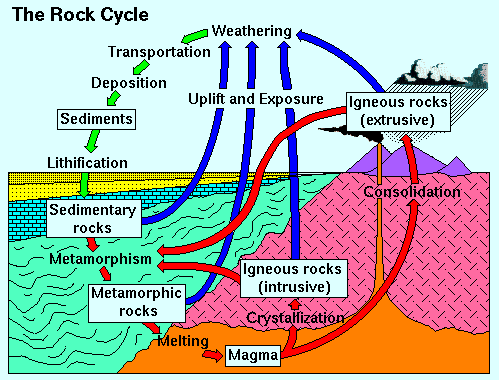 The Rock Cycle
Weathering
Transportation
Deposition
Uplift and Exposure
Sediments
Igneous rocks
(extrusive)
Lithification
Consolidation
Sedimentary
rocks
Metamorphism
Igneous rocks
(intrusive)
Metamorphic
rocks
Crystallization
Melting
Magma